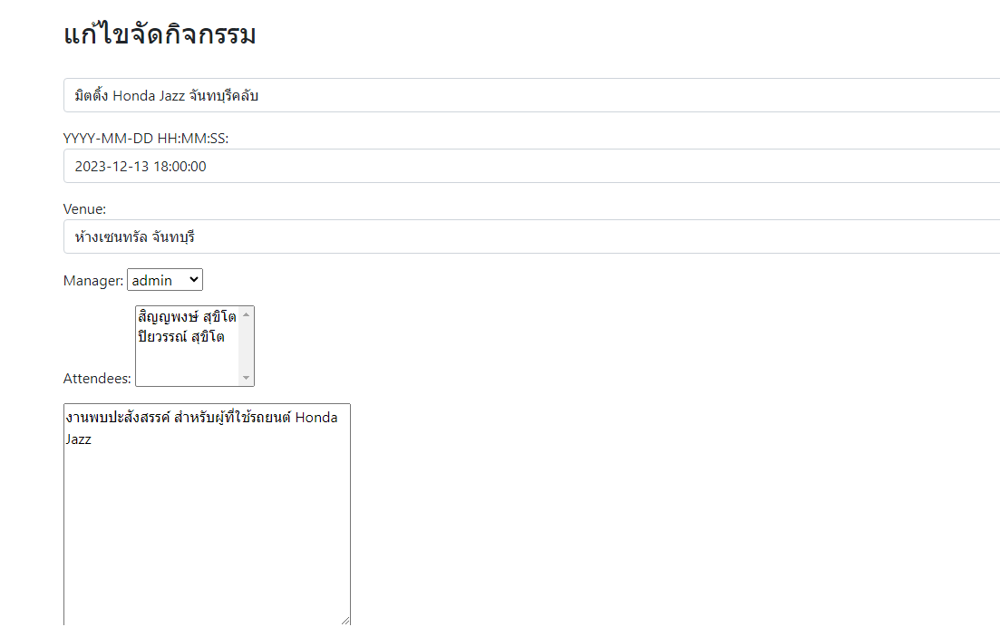 แก้ไขจัดกิจกรรม
มิตติ้ง Honda Jazz จันทบุรีคลับ
YYYY-MM-DD HH:MM:SS:
2023-12-13 18:00:00
Venue:
ห้างเซนทรัล จันทบุรี
Manager: admin
สิญญพงษ์ สุขิโต
ปิยวรรณ์ สุขิโต
Attendees:
งานพบปะสังสรรค์ สำหรับผู้ที่ใช้รถยนต์ Honda
Jazz